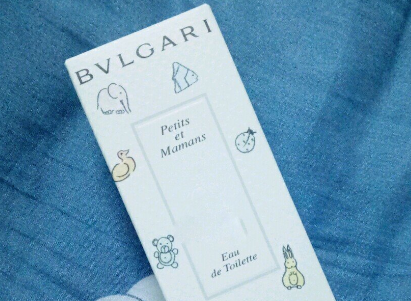 BVLGARI
Petits
et
Mamans
Eau
de Toilette